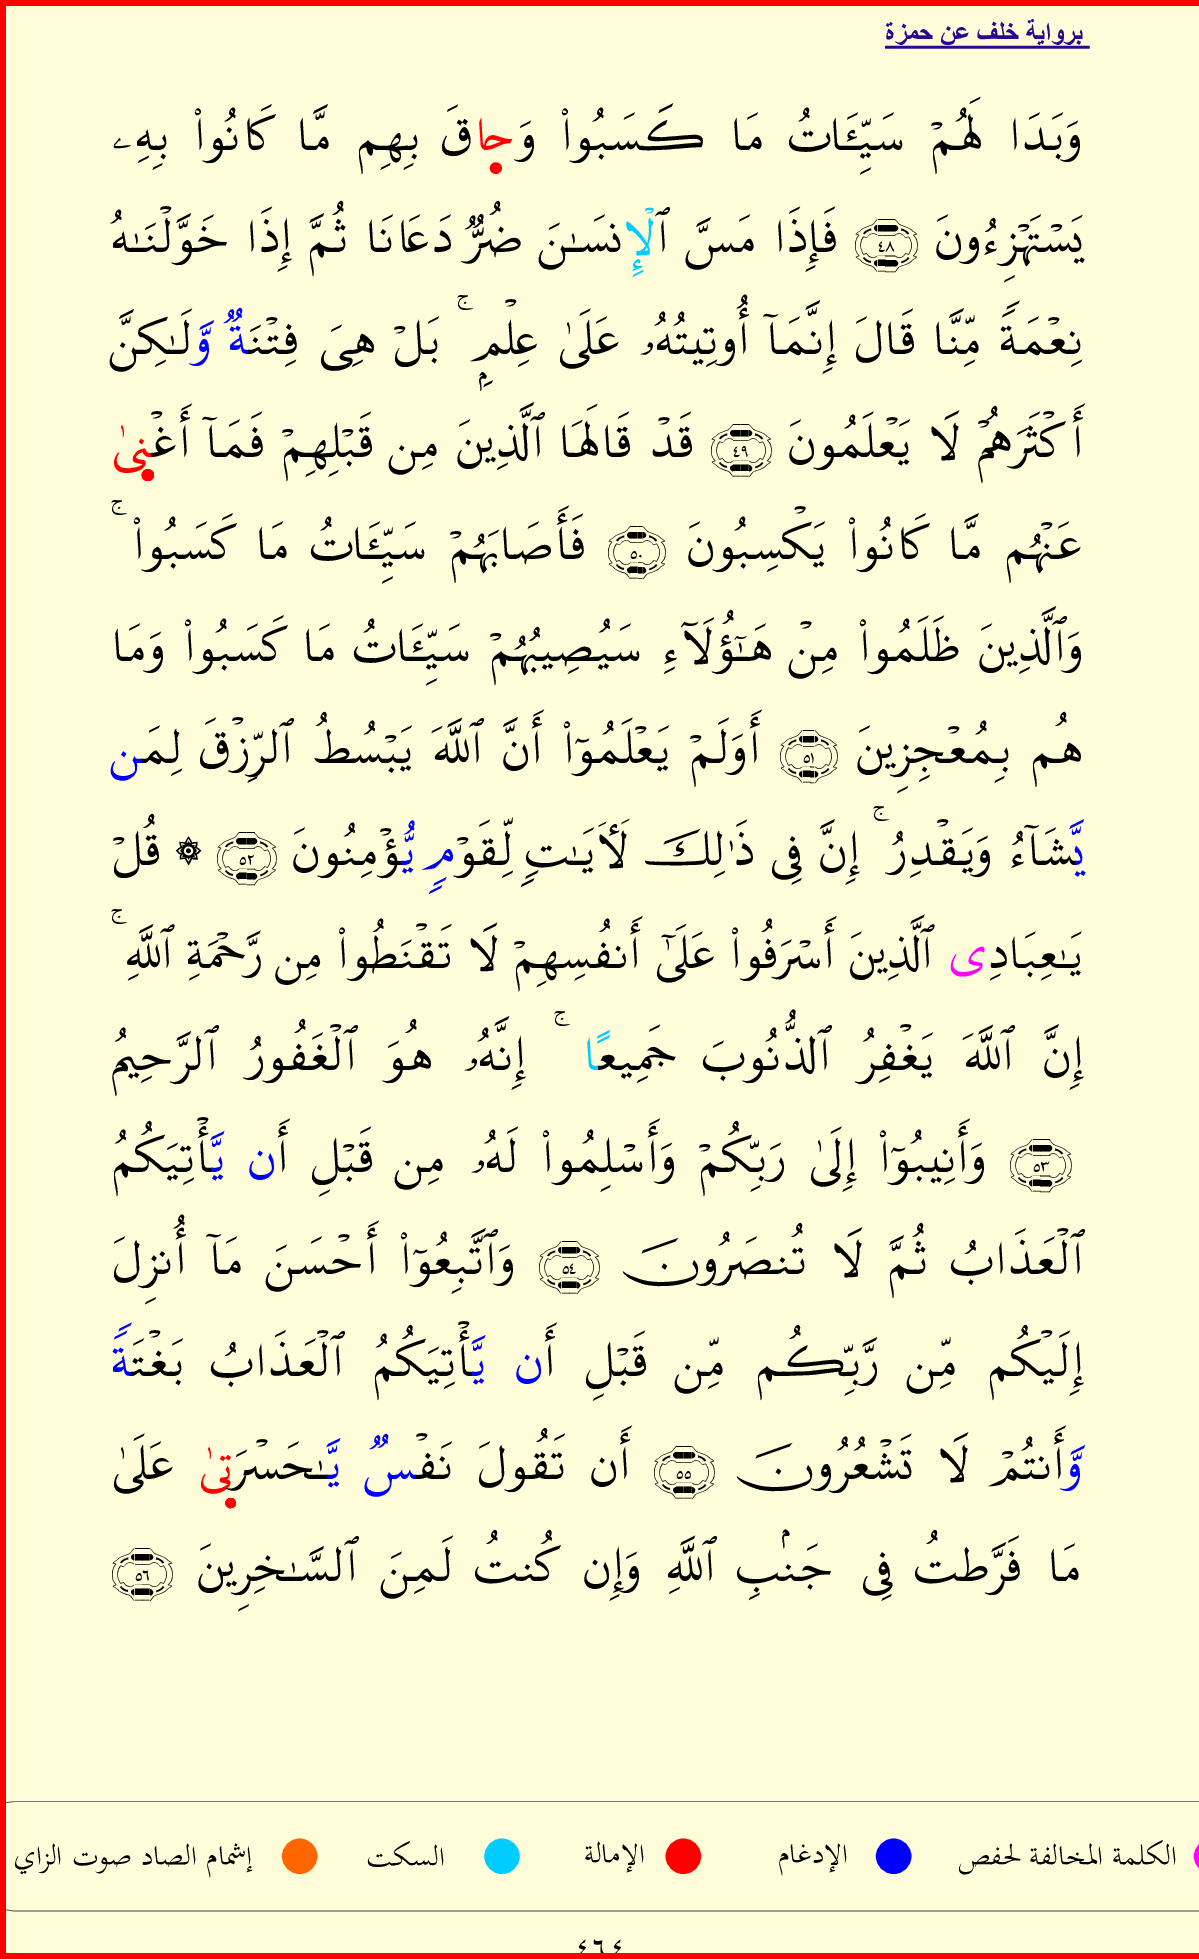 برواية خلف عن حمزة
وَبَدَا لَهُمۡ سَيِّـَٔاتُ مَا كَسَبُواْ وَحِاقَ بِهِم مَّا كَانُواْ بِهِۦ
يَسۡتَهۡزِءُونَ ٤٨ فَإِذَا مَسَّ ٱلۡإِنسَـٰنَ ضُرٌّ دَعَانَا ثُمَّ إِذَا خَوَّلۡنَـٰهُ
نِعۡمَةً مِّنَّا قَالَ إِنَّمَآ أُوتِيتُهُۥ عَلَىٰ عِلۡمِۭ ۚ بَلۡ هِىَ فِتۡنَةٌ وَّلَـٰكِنَّ
أَكۡثَرَهُمۡ لَا يَعۡلَمُونَ ٤٩ قَدۡ قَالَهَا ٱلَّذِينَ مِن قَبۡلِهِمۡ فَمَآ أَغۡنِىٰ
عَنۡهُم مَّا كَانُواْ يَكۡسِبُونَ ٥٠ فَأَصَابَهُمۡ سَيِّـَٔاتُ مَا كَسَبُواْ ۚ
وَٱلَّذِينَ ظَلَمُواْ مِنۡ هَـٰٓؤُلَآءِ سَيُصِيبُهُمۡ سَيِّـَٔاتُ مَا كَسَبُواْ وَمَا
هُم بِمُعۡجِزِينَ ٥١ أَوَلَمۡ يَعۡلَمُوٓاْ أَنَّ ٱللَّهَ يَبۡسُطُ ٱلرِّزۡقَ لِمَن
يَّشَآءُ وَيَقۡدِرُ ۚ إِنَّ فِى ذَٰلِكَ لَأٓيَـٰتٍ لِّقَوۡمٍ يُّؤۡمِنُونَ ٥٢ ۞ قُلۡ
يَـٰعِبَادِى ٱلَّذِينَ أَسۡرَفُواْ عَلَىٰٓ أَنفُسِهِمۡ لَا تَقۡنَطُواْ مِن رَّحۡمَةِ ٱللَّهِ ۚ
إِنَّ ٱللَّهَ يَغۡفِرُ ٱلذُّنُوبَ جَمِيعًا ۚ إِنَّهُۥ هُوَ ٱلۡغَفُورُ ٱلرَّحِيمُ
٥٣ وَأَنِيبُوٓاْ إِلَىٰ رَبِّكُمۡ وَأَسۡلِمُواْ لَهُۥ مِن قَبۡلِ أَن يَّأۡتِيَكُمُ
ٱلۡعَذَابُ ثُمَّ لَا تُنصَرُونَ ٥٤ وَٱتَّبِعُوٓاْ أَحۡسَنَ مَآ أُنزِلَ
إِلَيۡكُم مِّن رَّبِّكُم مِّن قَبۡلِ أَن يَّأۡتِيَكُمُ ٱلۡعَذَابُ بَغۡتَةً
وَّأَنتُمۡ لَا تَشۡعُرُونَ ٥٥ أَن تَقُولَ نَفۡسٌ يَّـٰحَسۡرَتِىٰ عَلَىٰ
مَا فَرَّطتُ فِى جَنۢبِ ٱللَّهِ وَإِن كُنتُ لَمِنَ ٱلسَّـٰخِرِينَ ٥٦
الكلمة المخالفة لحفص الإدغام الإمالة السكت إشمام الصاد صوت الزاي
٤٦٤